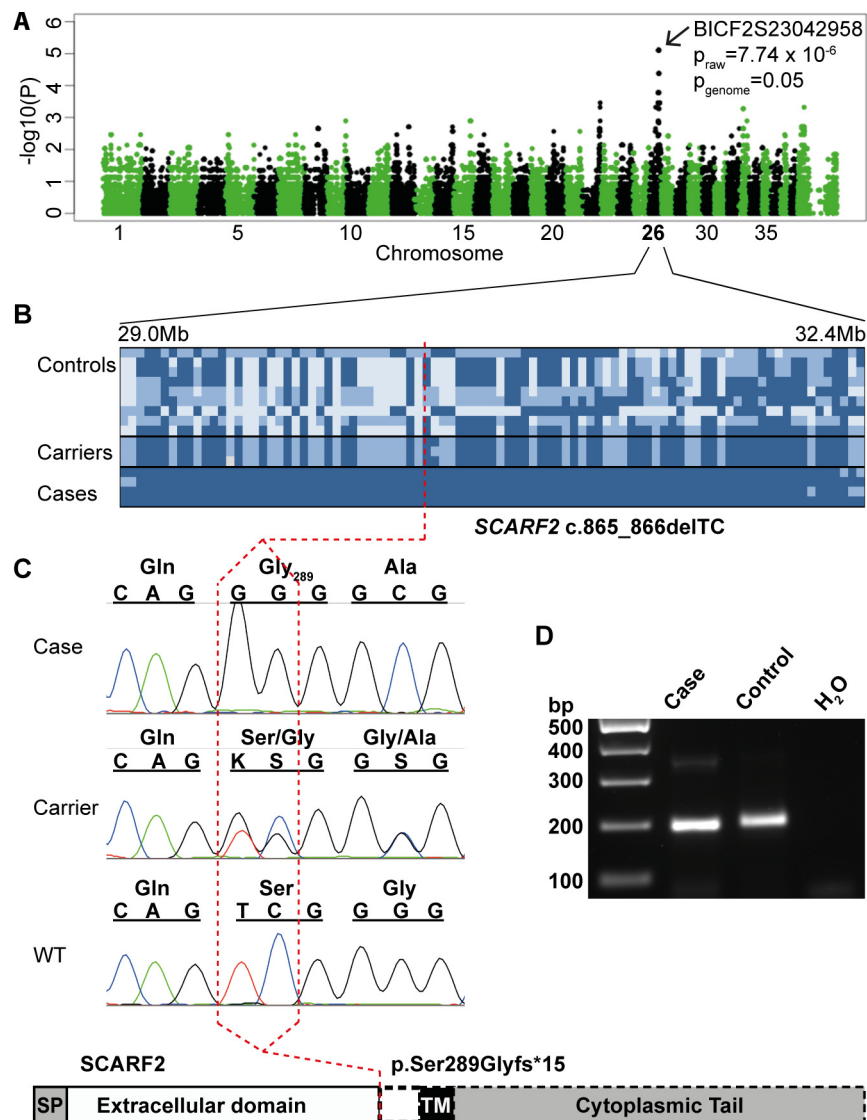 A
BICF2S23042958
p_raw=7.74 x 10⁻⁶
p_genome=0.05
-log10(P)
6
5
4
3
2
1
0
1 5 10 15 20 26 30 35
Chromosome
B
29.0Mb 32.4Mb
Controls
Carriers
Cases
SCARF2 c.865_866delTC
C
Gln Gly₂₈₉ Ala
C A G G G G G C G
Case
Gln Ser/Gly Gly/Ala
C A G K S G G S G
Carrier
Gln Ser Gly
C A G T C G G G G
WT
D
Case Control H₂O
bp
500
400
300
200
100
SCARF2 p.Ser289Glyfs*15
SP Extracellular domain TM Cytoplasmic Tail